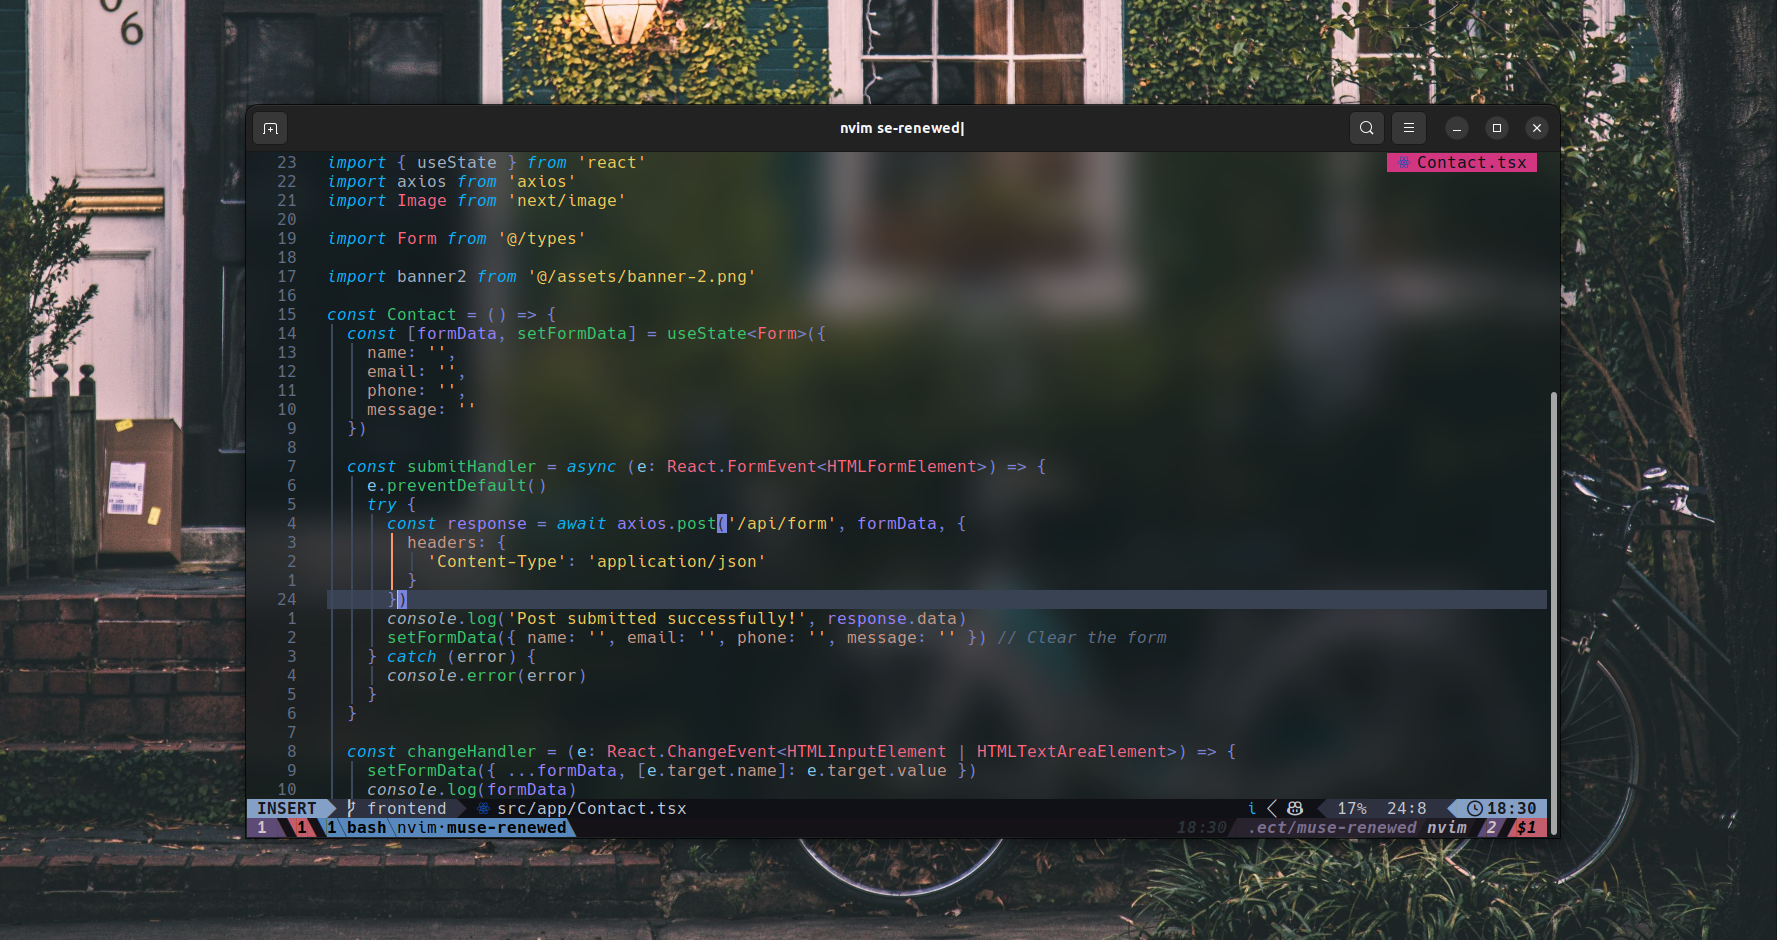 06
nvim se-renewed|
Contact.tsx
23 import { useState } from 'react'
22 import axios from 'axios'
21 import Image from 'next/image'
20
19 import Form from '@/types'
18
17 import banner2 from '@/assets/banner-2.png'
16
15 const Contact = () => {
14 const [formData, setFormData] = useState<Form>({
13 name: '',
12 email: '',
11 phone: '',
10 message: ''
9 })
8
7 const submitHandler = async (e: React.FormEvent<HTMLFormElement>) => {
6 e.preventDefault()
5 try {
4 const response = await axios.post('/api/form', formData, {
3 headers: {
2 'Content-Type': 'application/json'
1 }
24 })
1 console.log('Post submitted successfully!', response.data)
2 setFormData({ name: '', email: '', phone: '', message: '' }) // Clear the form
3 } catch (error) {
4 console.error(error)
5 }
6 }
7
8 const changeHandler = (e: React.ChangeEvent<HTMLInputElement | HTMLTextAreaElement>) => {
9 setFormData({ ...formData, [e.target.name]: e.target.value })
10 console.log(formData)
INSERT frontend src/app/Contact.tsx i 17% 24:8 18:30
1 1 1 bash nvim·muse-renewed 18:30 .ect/muse-renewed nvim 2 $1